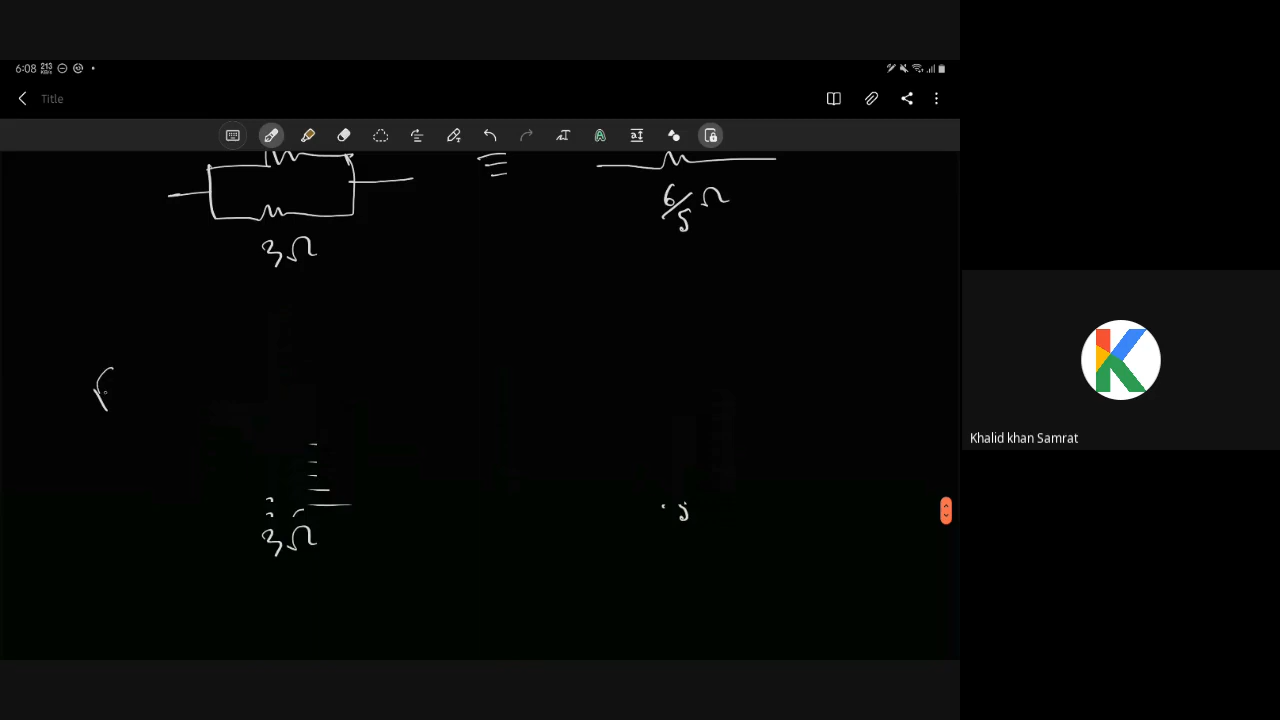 6:08
Title
3Ω
≡
6/5 Ω
3Ω
Khalid khan Samrat